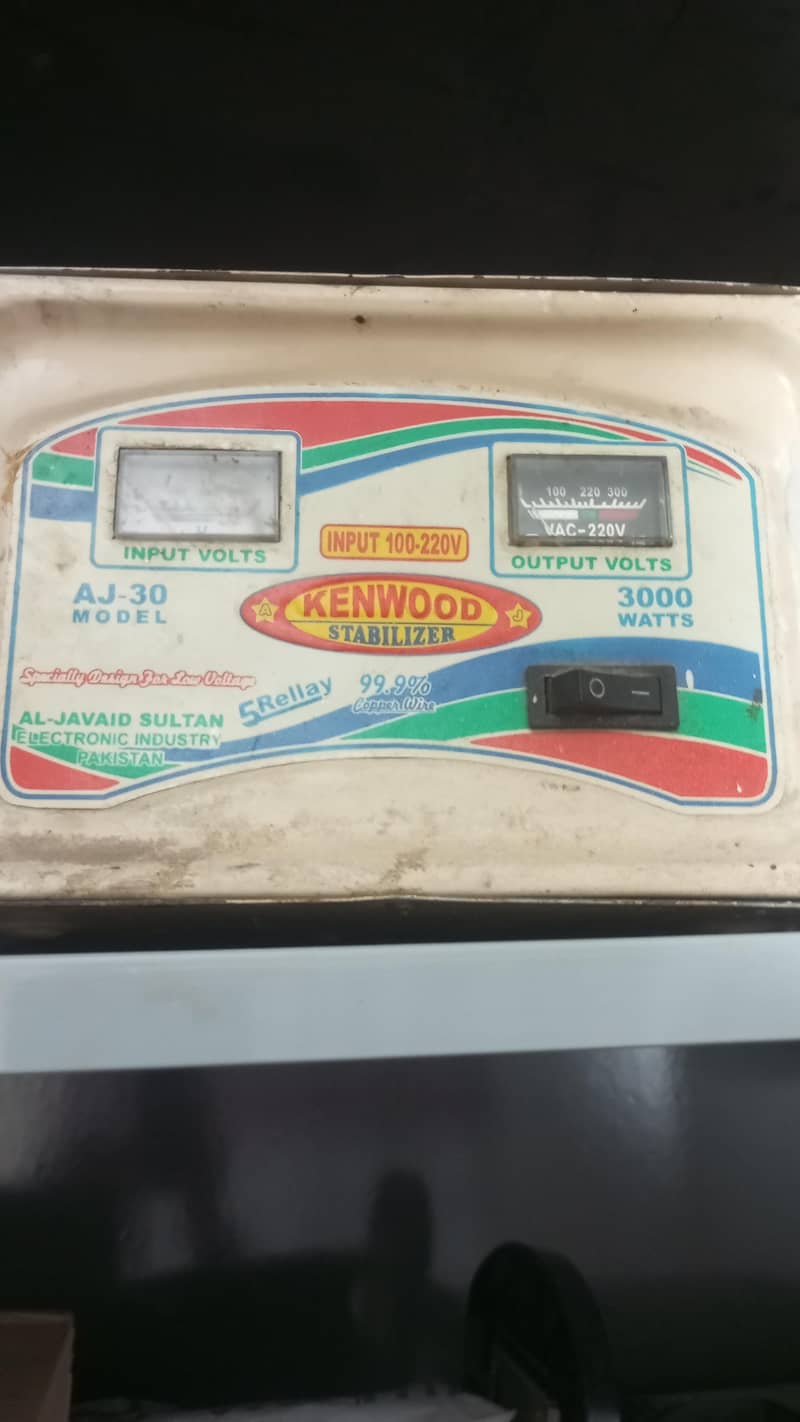 100 220 300
VAC-220V
INPUT VOLTS
INPUT 100-220V
OUTPUT VOLTS
AJ-30
MODEL
A KENWOOD J
STABILIZER
3000
WATTS
Specially Design For Low Voltage
5Rellay
99.9%
Copper Wire
AL-JAVAID SULTAN
ELECTRONIC INDUSTRY
PAKISTAN